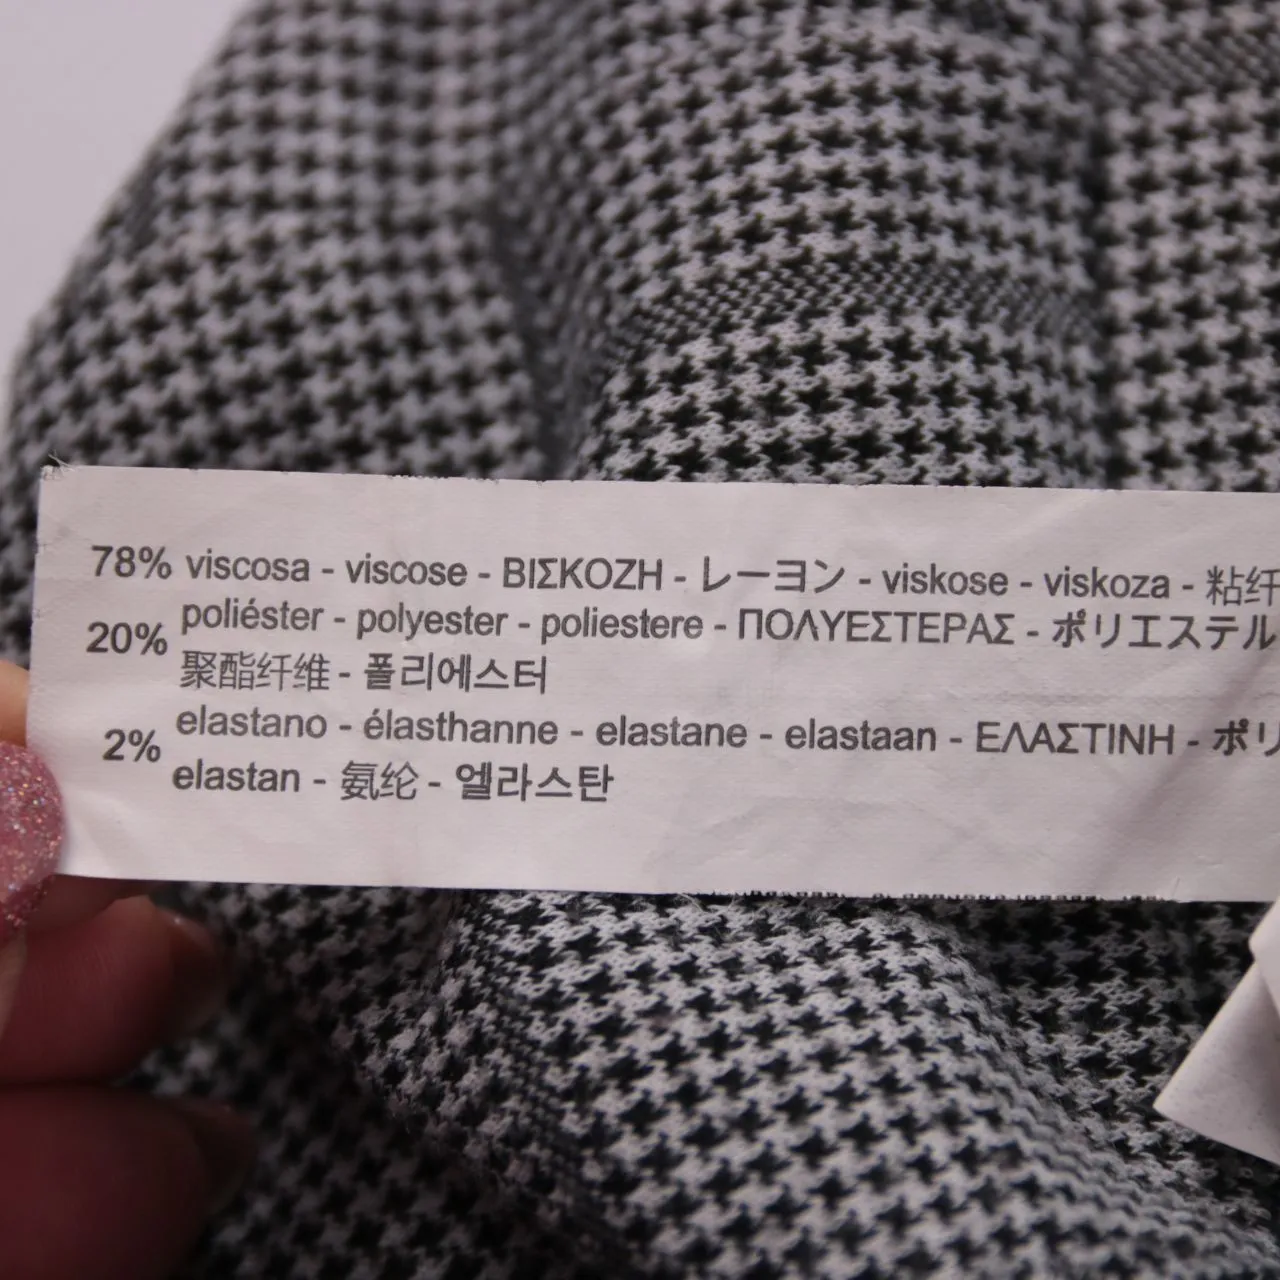 78% viscosa - viscose - ΒΙΣΚΟΖΗ - レーヨン - viskose - viskoza - 粘纤
20% poliéster - polyester - poliestere - ΠΟΛΥΕΣΤΕΡΑΣ - ポリエステル
聚酯纤维 - 폴리에스터
2% elastano - élasthanne - elastane - elastaan - ΕΛΑΣΤΙΝΗ - ポリ
elastan - 氨纶 - 엘라스탄